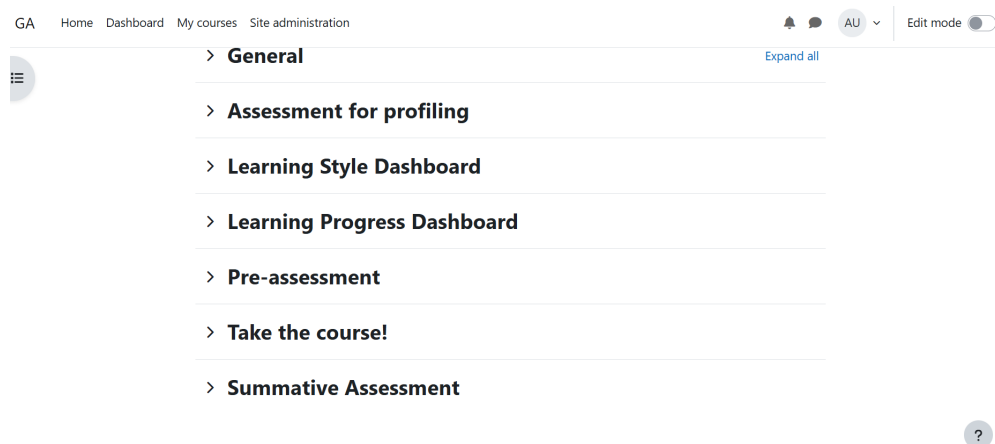 GA Home Dashboard My courses Site administration AU Edit mode
General Expand all
Assessment for profiling
Learning Style Dashboard
Learning Progress Dashboard
Pre-assessment
Take the course!
Summative Assessment
?